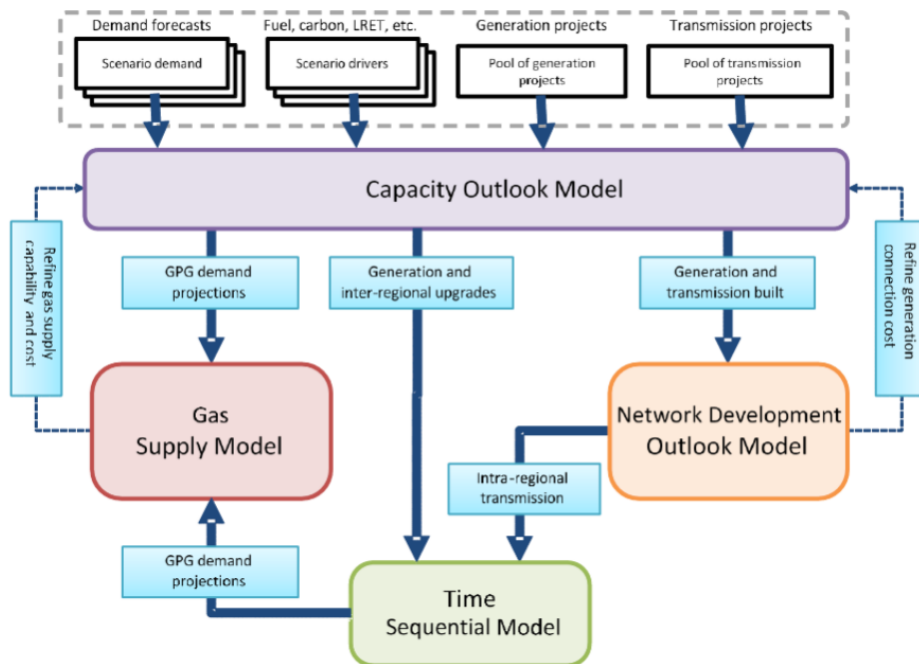 Demand forecasts
Fuel, carbon, LRET, etc.
Generation projects
Transmission projects
Scenario demand
Scenario drivers
Pool of generation
projects
Pool of transmission
projects
Capacity Outlook Model
Refine gas supply
capability and cost
GPG demand
projections
Generation and
inter-regional upgrades
Generation and
transmission built
Refine generation
connection cost
Gas
Supply Model
Network Development
Outlook Model
Intra-regional
transmission
GPG demand
projections
Time
Sequential Model